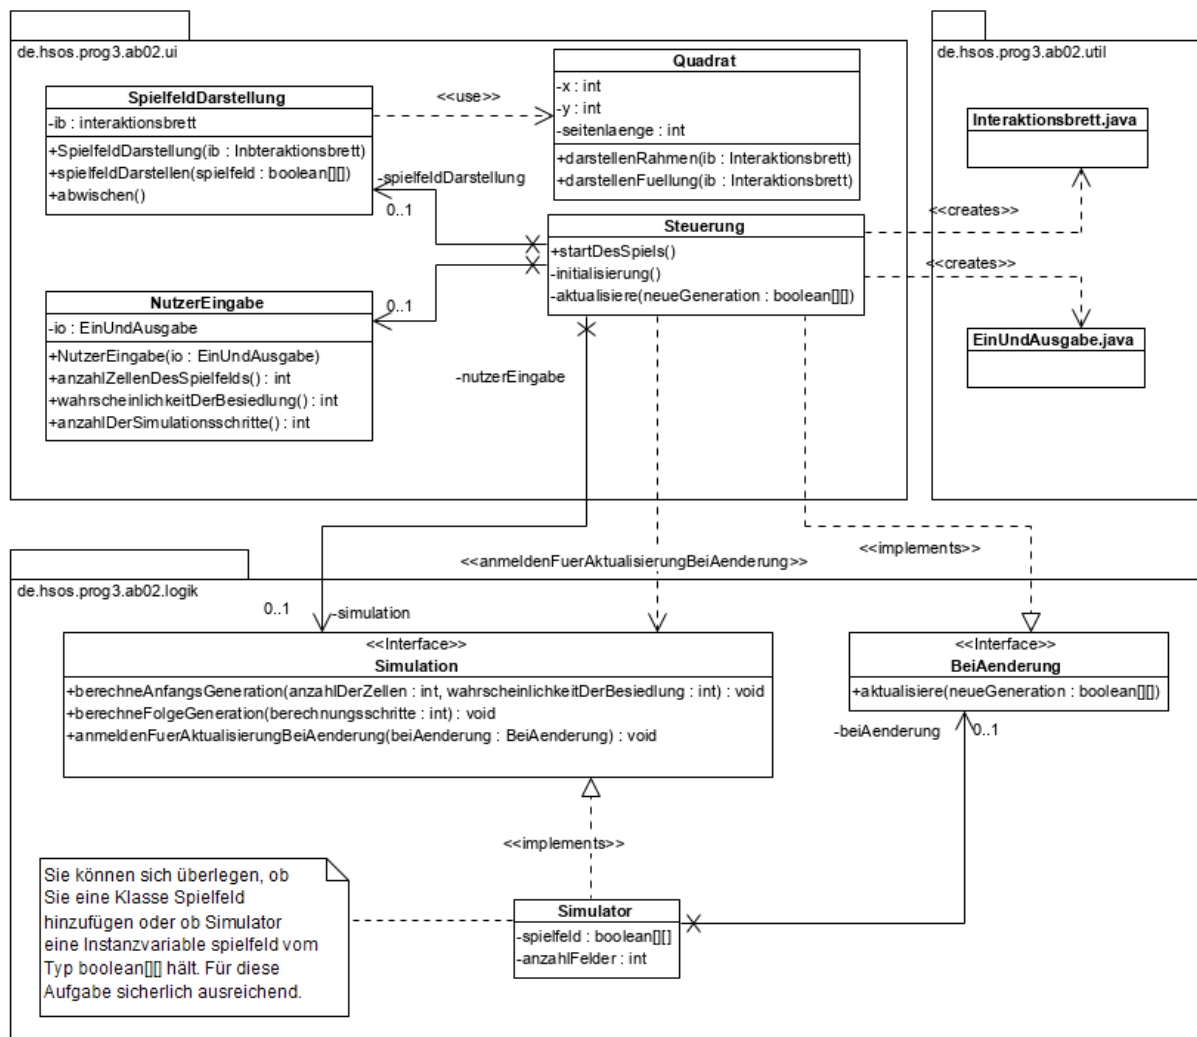 de.hsos.prog3.ab02.ui
SpielfeldDarstellung
-ib : interaktionsbrett
+SpielfeldDarstellung(ib : Inbteraktionsbrett)
+spielfeldDarstellen(spielfeld : boolean[][])
+abwischen()
<<use>>
Quadrat
-x : int
-y : int
-seitenlaenge : int
+darstellenRahmen(ib : Interaktionsbrett)
+darstellenFuellung(ib : Interaktionsbrett)
-spielfeldDarstellung
0..1
Steuerung
+startDesSpiels()
-initialisierung()
-aktualisiere(neueGeneration : boolean[][])
NutzerEingabe
-io : EinUndAusgabe
+NutzerEingabe(io : EinUndAusgabe)
+anzahlZellenDesSpielfelds() : int
+wahrscheinlichkeitDerBesiedlung() : int
+anzahlDerSimulationsschritte() : int
0..1
-nutzerEingabe
de.hsos.prog3.ab02.util
Interaktionsbrett.java
<<creates>>
<<creates>>
EinUndAusgabe.java
<<implements>>
<<anmeldenFuerAktualisierungBeiAenderung>>
de.hsos.prog3.ab02.logik
0..1
-simulation
<<Interface>>
Simulation
+berechneAnfangsGeneration(anzahlDerZellen : int, wahrscheinlichkeitDerBesiedlung : int) : void
+berechneFolgeGeneration(berechnungsschritte : int) : void
+anmeldenFuerAktualisierungBeiAenderung(beiAenderung : BeiAenderung) : void
<<Interface>>
BeiAenderung
+aktualisiere(neueGeneration : boolean[][])
-beiAenderung
0..1
<<implements>>
Sie können sich überlegen, ob
Sie eine Klasse Spielfeld
hinzufügen oder ob Simulator
eine Instanzvariable spielfeld vom
Typ boolean[][] hält. Für diese
Aufgabe sicherlich ausreichend.
Simulator
-spielfeld : boolean[][]
-anzahlFelder : int